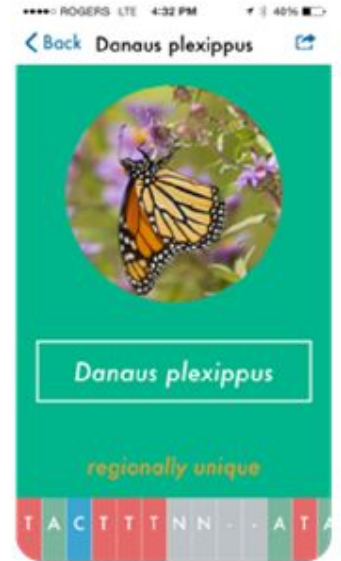 ROGERS LTE 4:32 PM 40%
Back Danaus plexippus
Danaus plexippus
regionally unique
T A C T T T N N - - A T A